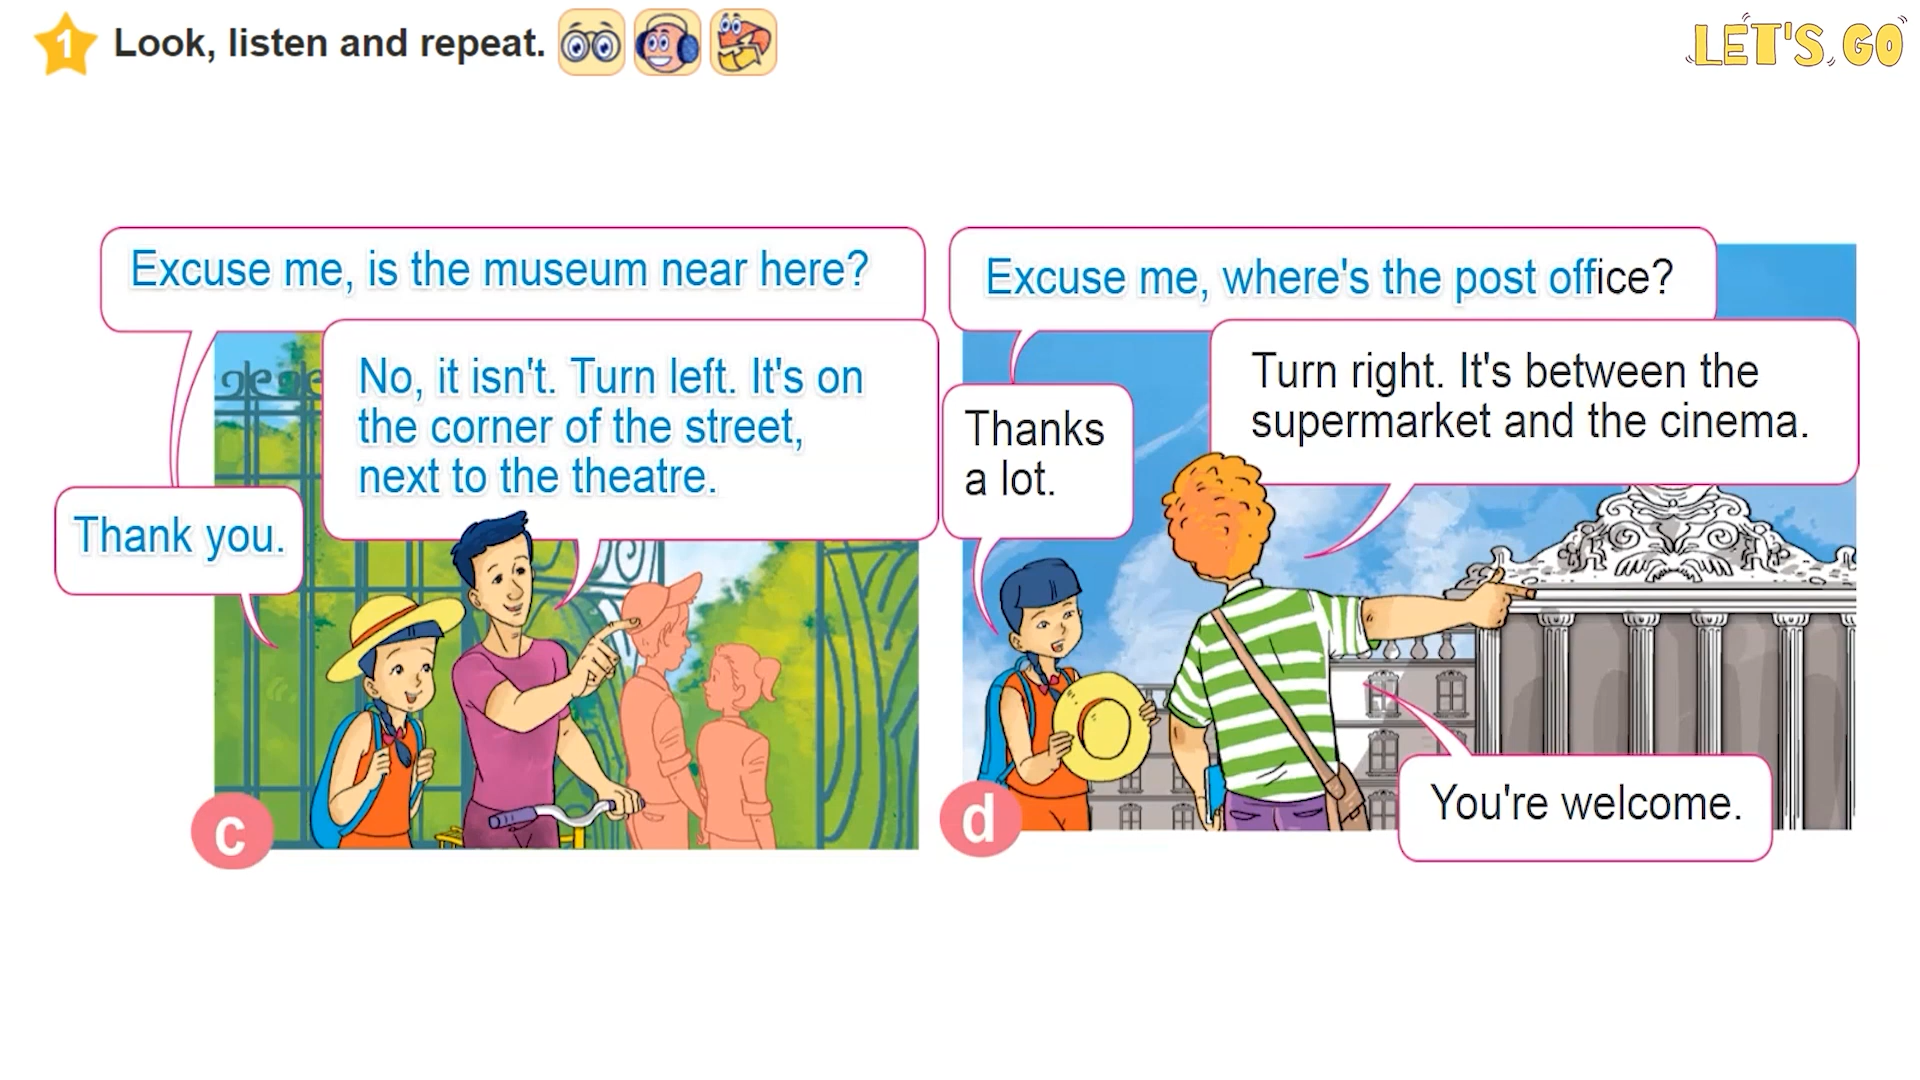 1 Look, listen and repeat.
LET'S GO
Excuse me, is the museum near here?
No, it isn't. Turn left. It's on
the corner of the street,
next to the theatre.
Thank you.
c
Excuse me, where's the post office?
Turn right. It's between the
supermarket and the cinema.
Thanks
a lot.
You're welcome.
d